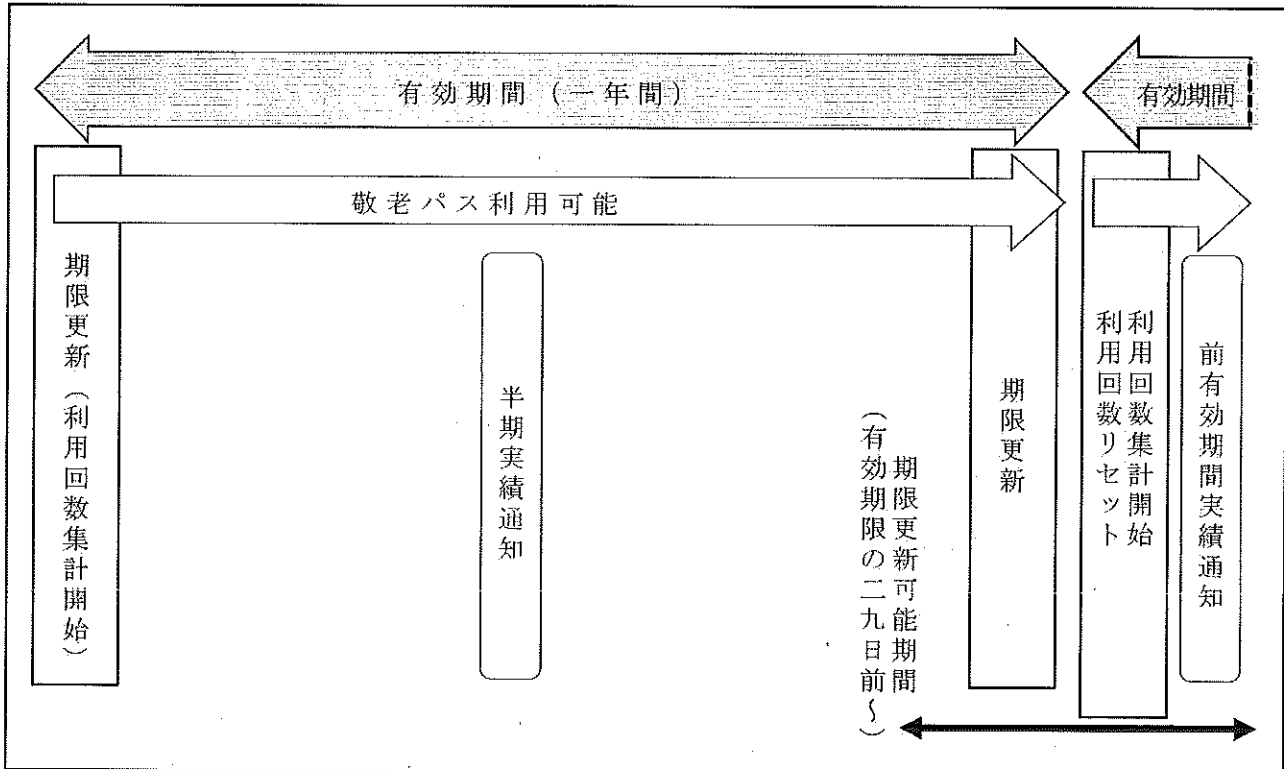 有効期間（一年間）
有効期間
敬老パス利用可能
期限更新（利用回数集計開始）
半期実績通知
期限更新可能期間
（有効期限の二九日前～）
期限更新
利用回数集計開始
利用回数リセット
前有効期間実績通知